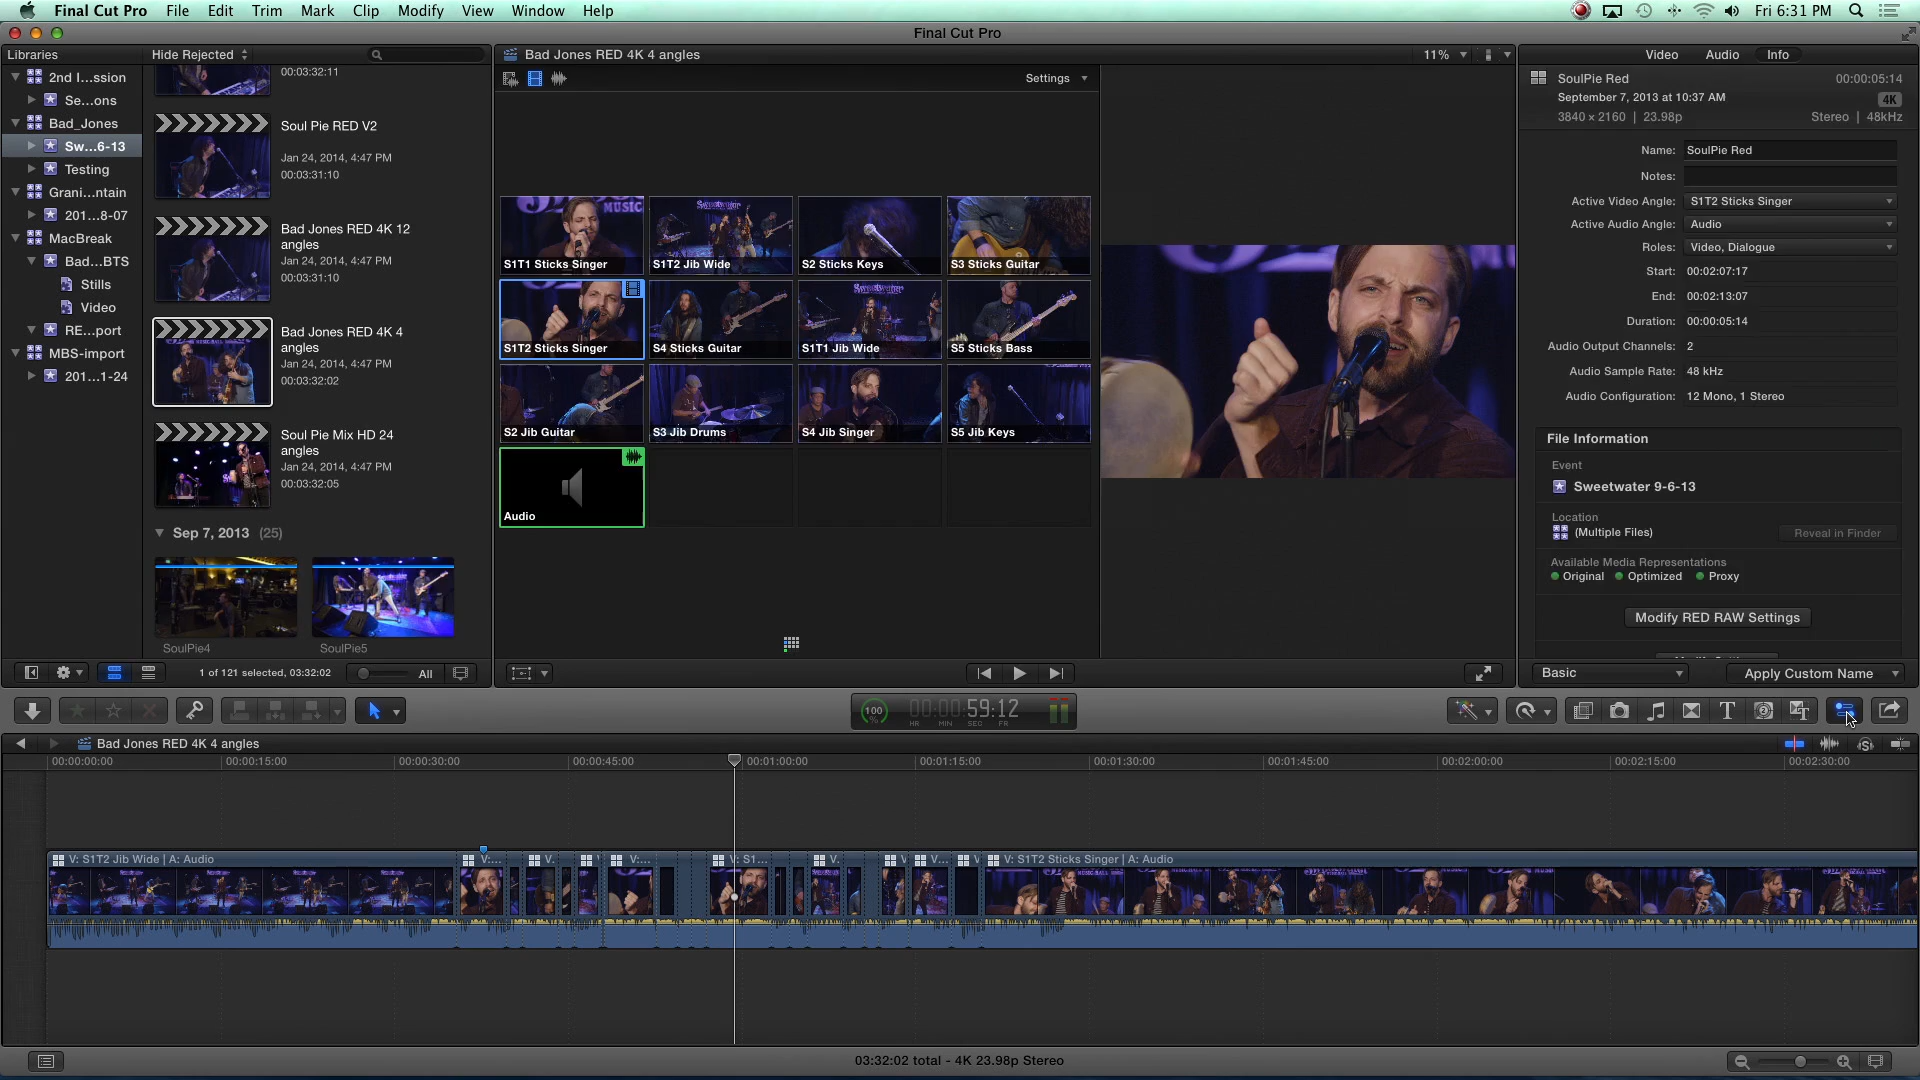 Final Cut Pro File Edit Trim Mark Clip Modify View Window Help
Fri 6:31 PM
Final Cut Pro
Libraries
2nd I...ssion
Se...ons
Bad_Jones
Sw...6-13
Testing
Grani...ntain
201...8-07
MacBreak
Bad...BTS
Stills
Video
RE...port
MBS-import
201...1-24
Hide Rejected
00:03:32:11
Soul Pie RED V2
Jan 24, 2014, 4:47 PM
00:03:31:10
Bad Jones RED 4K 12
angles
Jan 24, 2014, 4:47 PM
00:03:31:10
Bad Jones RED 4K 4
angles
Jan 24, 2014, 4:47 PM
00:03:32:02
Soul Pie Mix HD 24
angles
Jan 24, 2014, 4:47 PM
00:03:32:05
Sep 7, 2013 (25)
SoulPie4
SoulPie5
1 of 121 selected, 03:32:02
All
Bad Jones RED 4K 4 angles
11%
Settings
MUSIC
Sweetwater
S1T1 Sticks Singer
S1T2 Jib Wide
S2 Sticks Keys
S3 Sticks Guitar
Sweetwater
S1T2 Sticks Singer
S4 Sticks Guitar
S1T1 Jib Wide
S5 Sticks Bass
S2 Jib Guitar
S3 Jib Drums
S4 Jib Singer
S5 Jib Keys
Audio
Video Audio Info
SoulPie Red 00:00:05:14
September 7, 2013 at 10:37 AM
4K
3840 × 2160 | 23.98p Stereo | 48kHz
Name: SoulPie Red
Notes:
Active Video Angle: S1T2 Sticks Singer
Active Audio Angle: Audio
Roles: Video, Dialogue
Start: 00:02:07:17
End: 00:02:13:07
Duration: 00:00:05:14
Audio Output Channels: 2
Audio Sample Rate: 48 kHz
Audio Configuration: 12 Mono, 1 Stereo
File Information
Event
Sweetwater 9-6-13
Location
(Multiple Files) Reveal in Finder
Available Media Representations
Original Optimized Proxy
Modify RED RAW Settings
Basic Apply Custom Name
100
%
00:00:59:12
HR MIN SEC FR
Bad Jones RED 4K 4 angles
00:00:00:00 00:00:15:00 00:00:30:00 00:00:45:00 00:01:00:00 00:01:15:00 00:01:30:00 00:01:45:00 00:02:00:00 00:02:15:00 00:02:30:00
V: S1T2 Jib Wide | A: Audio V:... V. V:... V: S1... V. V V... V V: S1T2 Sticks Singer | A: Audio
03:32:02 total - 4K 23.98p Stereo